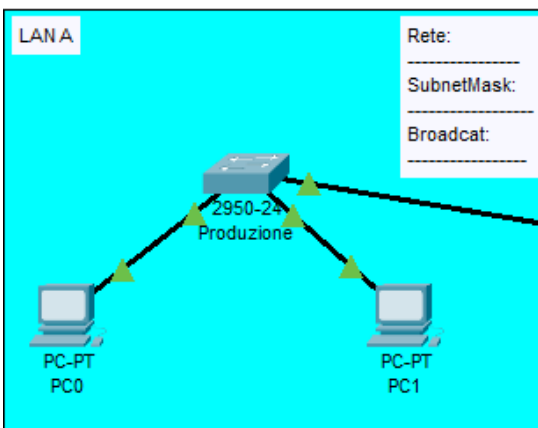 LAN A
Rete:
----------------
SubnetMask:
------------------
Broadcat:
-----------------
2950-24
Produzione
PC-PT
PC0
PC-PT
PC1